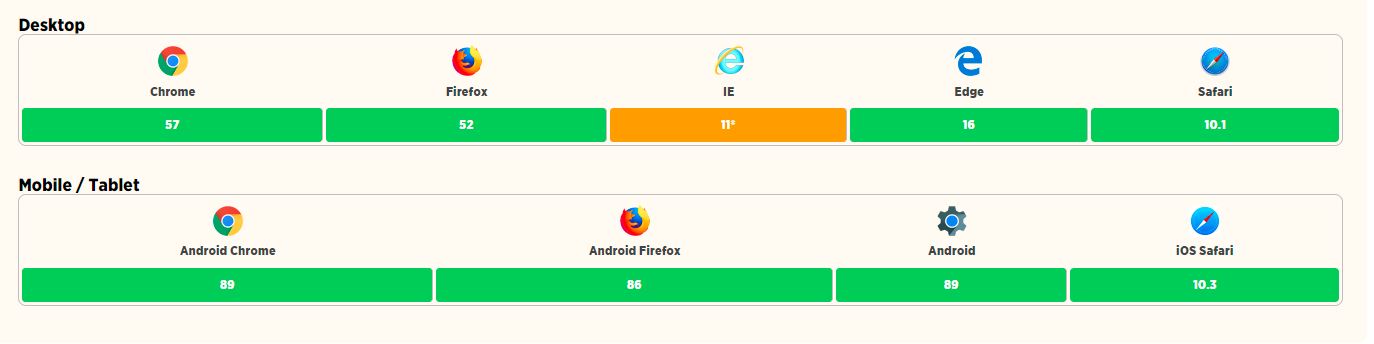 Desktop
Chrome Firefox IE Edge Safari
57 52 11* 16 10.1
Mobile / Tablet
Android Chrome Android Firefox Android iOS Safari
89 86 89 10.3